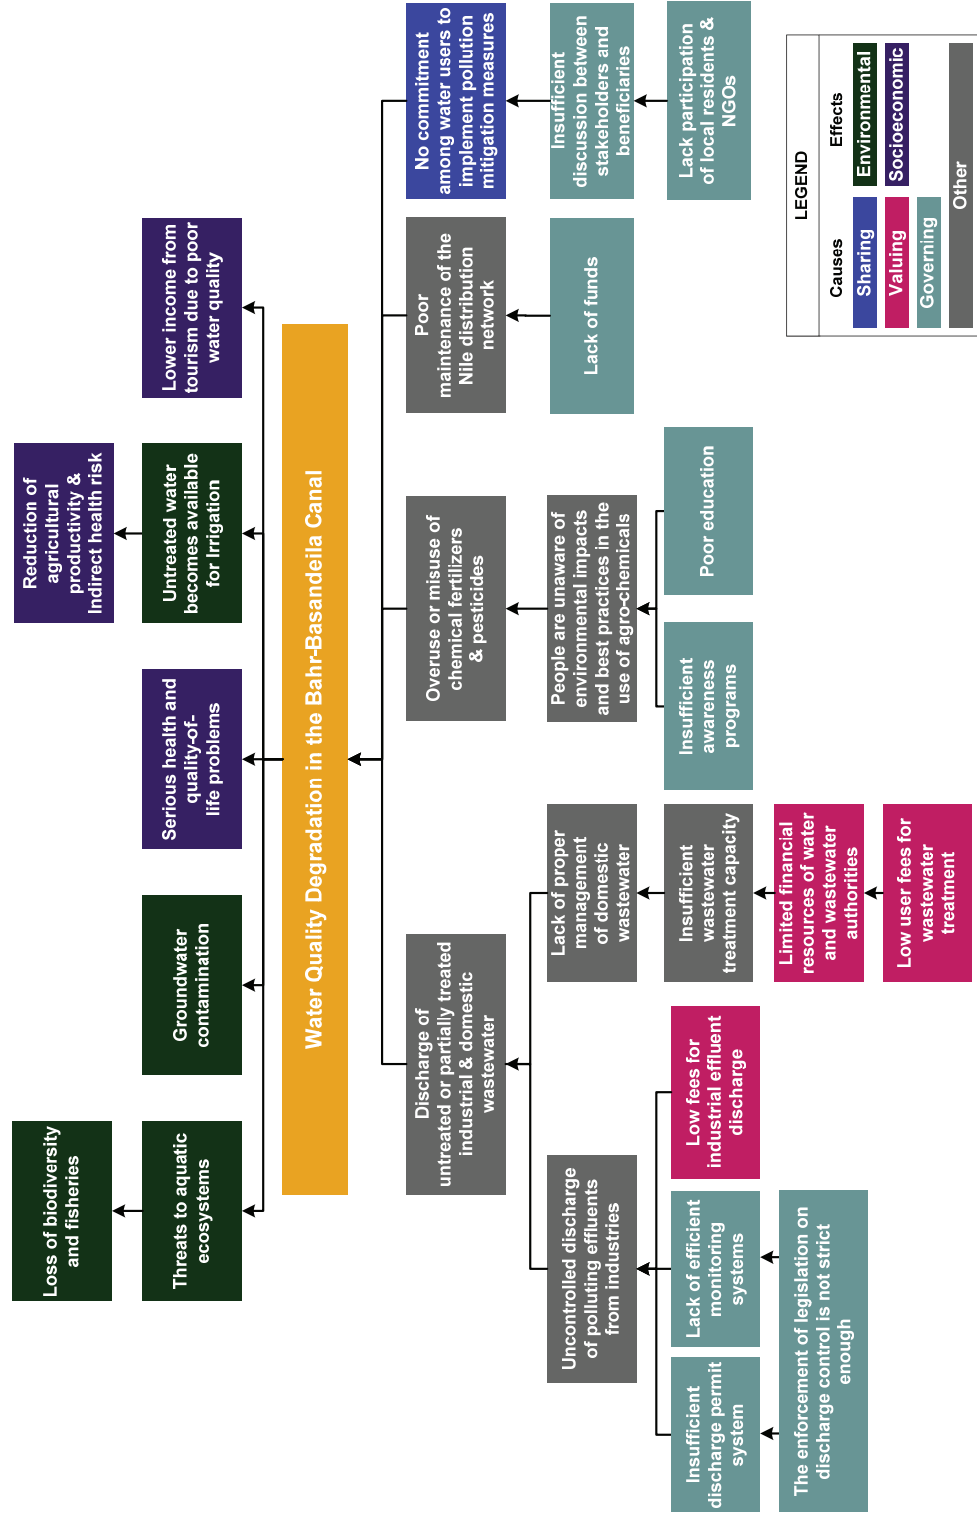 Loss of biodiversity
and fisheries
Reduction of
agricultural
productivity &
Indirect health risk
Threats to aquatic
ecosystems
Groundwater
contamination
Serious health and
quality-of-
life problems
Untreated water
becomes available
for Irrigation
Lower income from
tourism due to poor
water quality
Water Quality Degradation in the Bahr-Basandeila Canal
Discharge of
untreated or partially treated
industrial & domestic
wastewater
Overuse or misuse of
chemical fertilizers
& pesticides
Poor
maintenance of the
Nile distribution
network
No commitment
among water users to
implement pollution
mitigation measures
Uncontrolled discharge
of polluting effluents
from industries
Lack of proper
management
of domestic
wastewater
People are unaware of
environmental impacts
and best practices in the
use of agro-chemicals
Lack of funds
Insufficient
discussion between
stakeholders and
beneficiaries
Insufficient
discharge permit
system
Lack of efficient
monitoring
systems
Low fees for
industrial effluent
discharge
Insufficient
wastewater
treatment capacity
Insufficient
awareness
programs
Poor education
Lack participation
of local residents &
NGOs
The enforcement of legislation on
discharge control is not strict
enough
Limited financial
resources of water
and wastewater
authorities
Low user fees for
wastewater
treatment
LEGEND
Causes
Effects
Sharing
Environmental
Valuing
Socioeconomic
Governing
Other